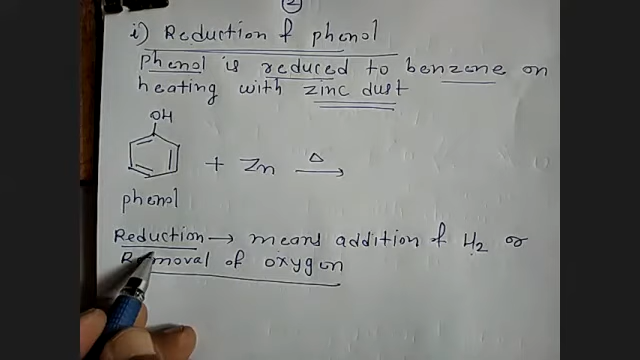 2
i) Reduction of phenol
phenol is reduced to benzene on
heating with zinc dust
OH
+ Zn Δ →
phenol
Reduction → means addition of H2 or
Removal of oxygen